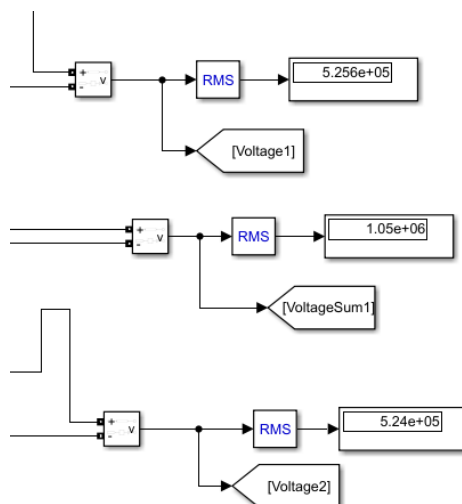 +
-
v
RMS
5.256e+05
[Voltage1]
+
-
v
RMS
1.05e+06
[VoltageSum1]
+
-
v
RMS
5.24e+05
[Voltage2]